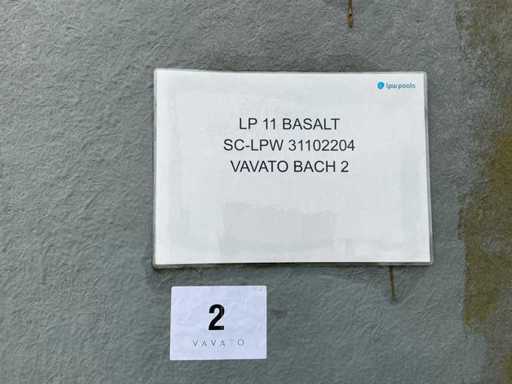 lpw pools
LP 11 BASALT
SC-LPW 31102204
VAVATO BACH 2
2
VAVATO